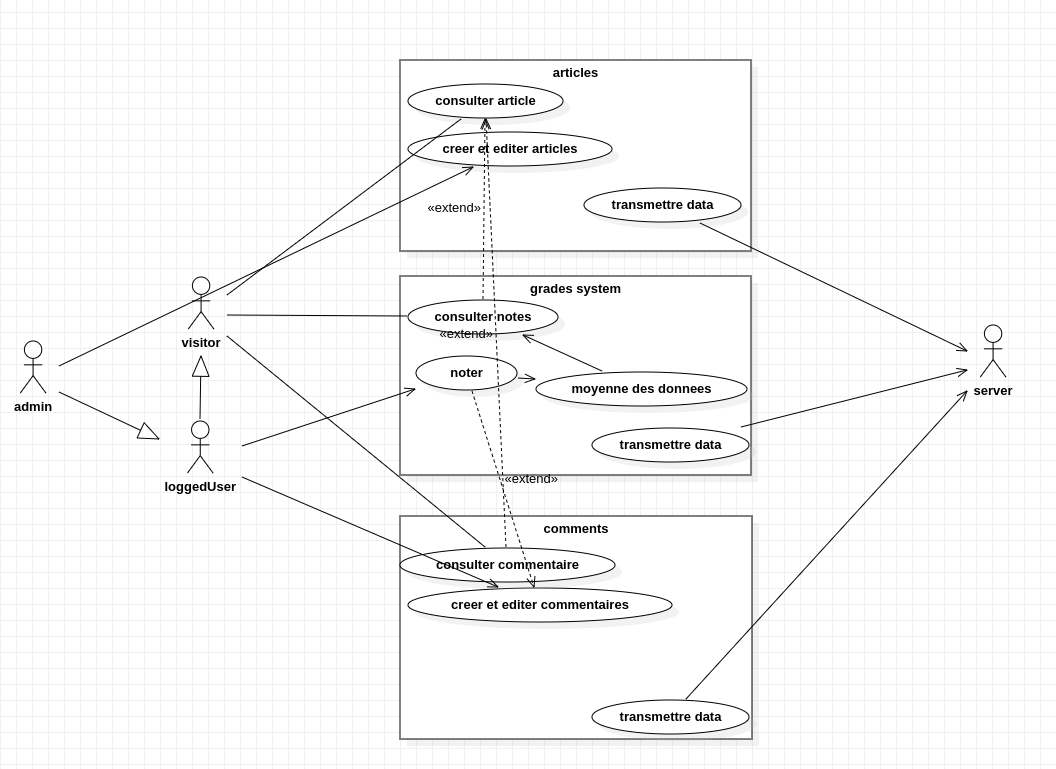 articles
consulter article
creer et editer articles
transmettre data
«extend»
grades system
consulter notes
«extend»
noter
moyenne des donnees
transmettre data
«extend»
comments
consulter commentaire
creer et editer commentaires
transmettre data
visitor
admin
loggedUser
server